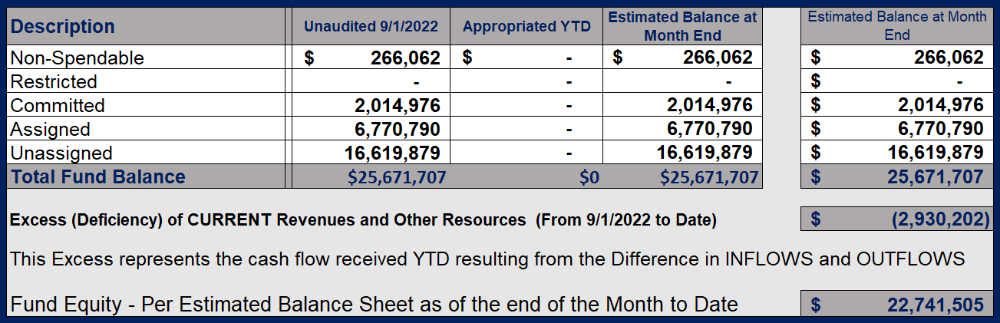 Description Unaudited 9/1/2022 Appropriated YTD Estimated Balance at Month End Estimated Balance at Month End
Non-Spendable $ 266,062 $ - $ 266,062 $ 266,062
Restricted - - - $ -
Committed 2,014,976 - 2,014,976 $ 2,014,976
Assigned 6,770,790 - 6,770,790 $ 6,770,790
Unassigned 16,619,879 - 16,619,879 $ 16,619,879
Total Fund Balance $25,671,707 $0 $25,671,707 $ 25,671,707
Excess (Deficiency) of CURRENT Revenues and Other Resources (From 9/1/2022 to Date) $ (2,930,202)
This Excess represents the cash flow received YTD resulting from the Difference in INFLOWS and OUTFLOWS
Fund Equity - Per Estimated Balance Sheet as of the end of the Month to Date $ 22,741,505